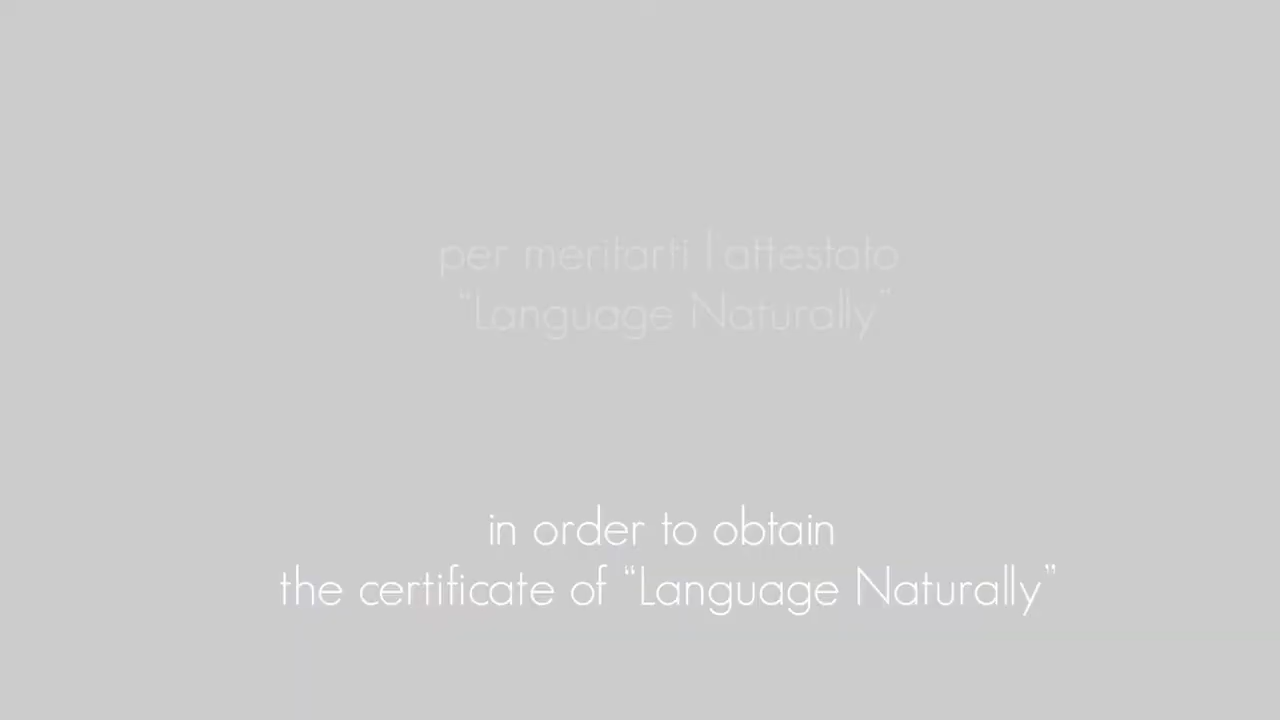 per meritarti l'attestato
“Language Naturally”
in order to obtain
the certificate of “Language Naturally”